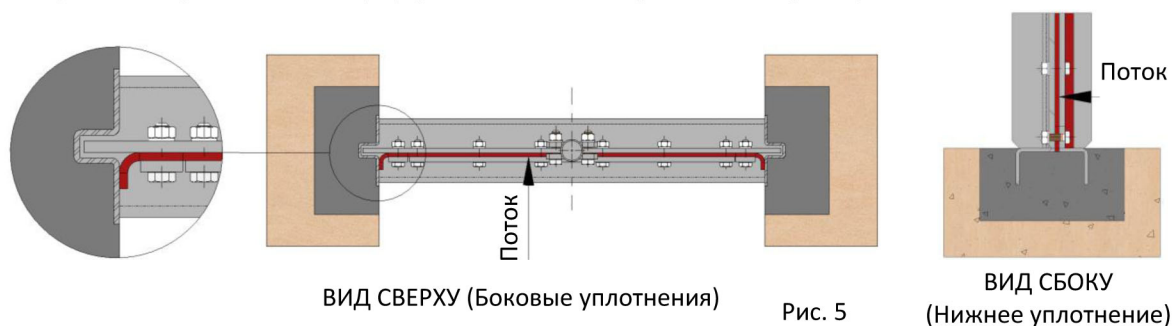 Поток
Поток
ВИД СВЕРХУ (Боковые уплотнения)
Рис. 5
ВИД СБОКУ
(Нижнее уплотнение)